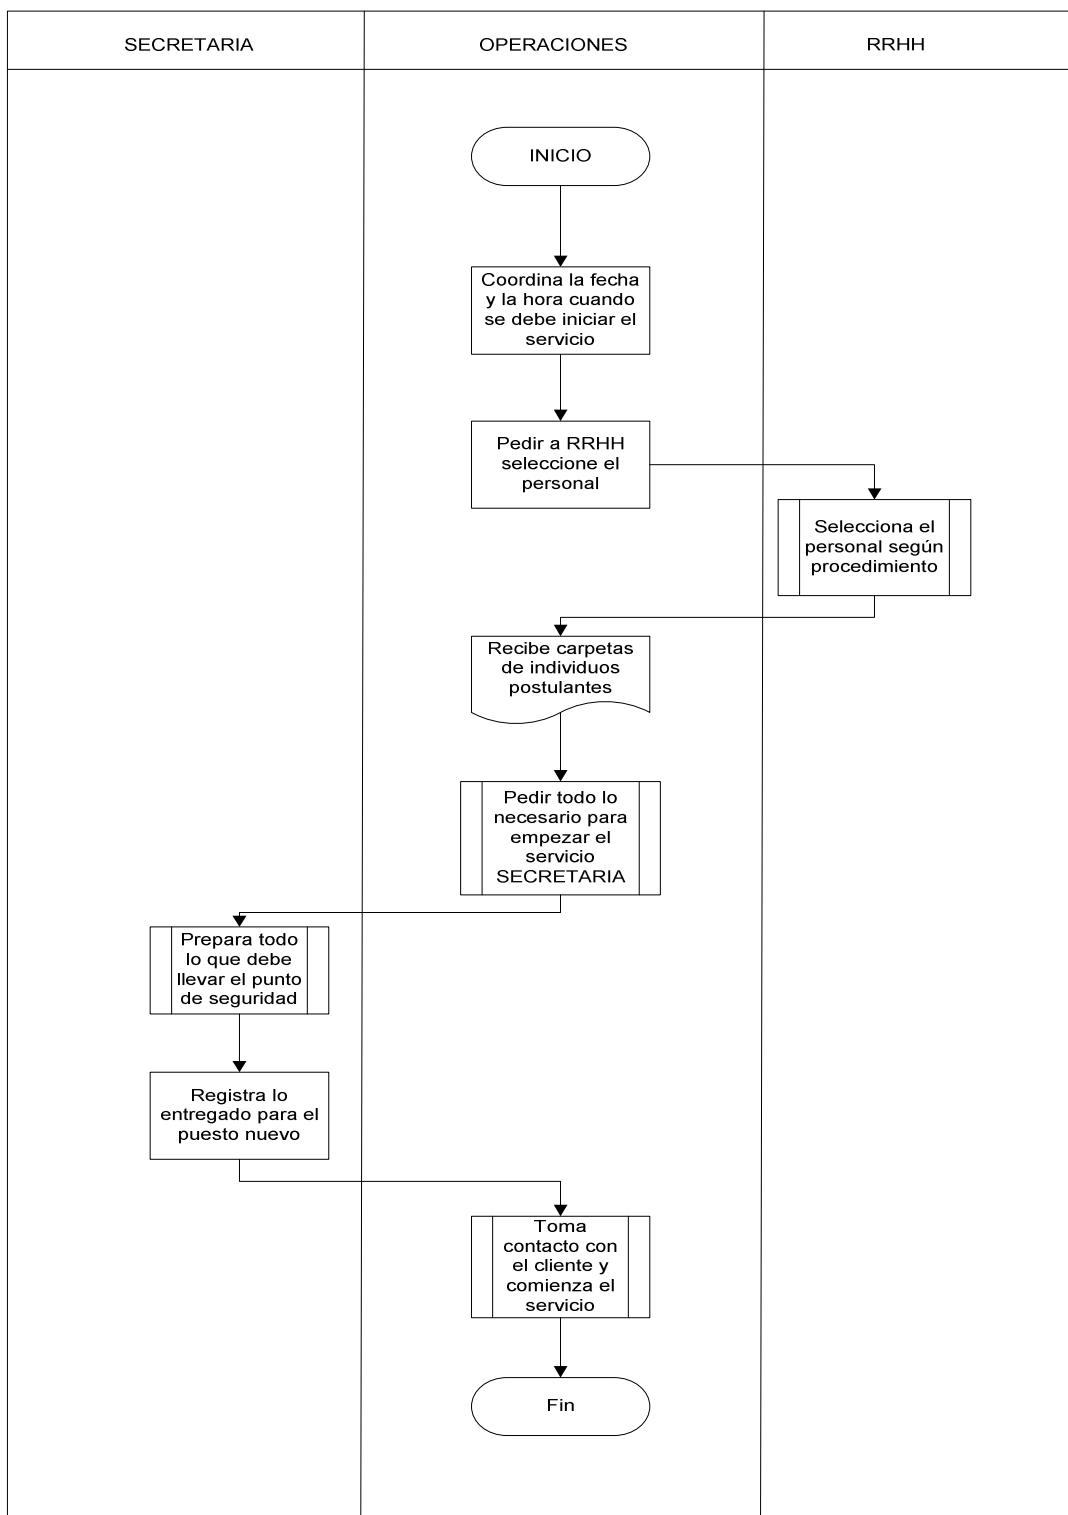 SECRETARIA
OPERACIONES
RRHH
INICIO
Coordina la fecha
y la hora cuando
se debe iniciar el
servicio
Pedir a RRHH
seleccione el
personal
Selecciona el
personal según
procedimiento
Recibe carpetas
de individuos
postulantes
Pedir todo lo
necesario para
empezar el
servicio
SECRETARIA
Prepara todo
lo que debe
llevar el punto
de seguridad
Registra lo
entregado para el
puesto nuevo
Toma
contacto con
el cliente y
comienza el
servicio
Fin